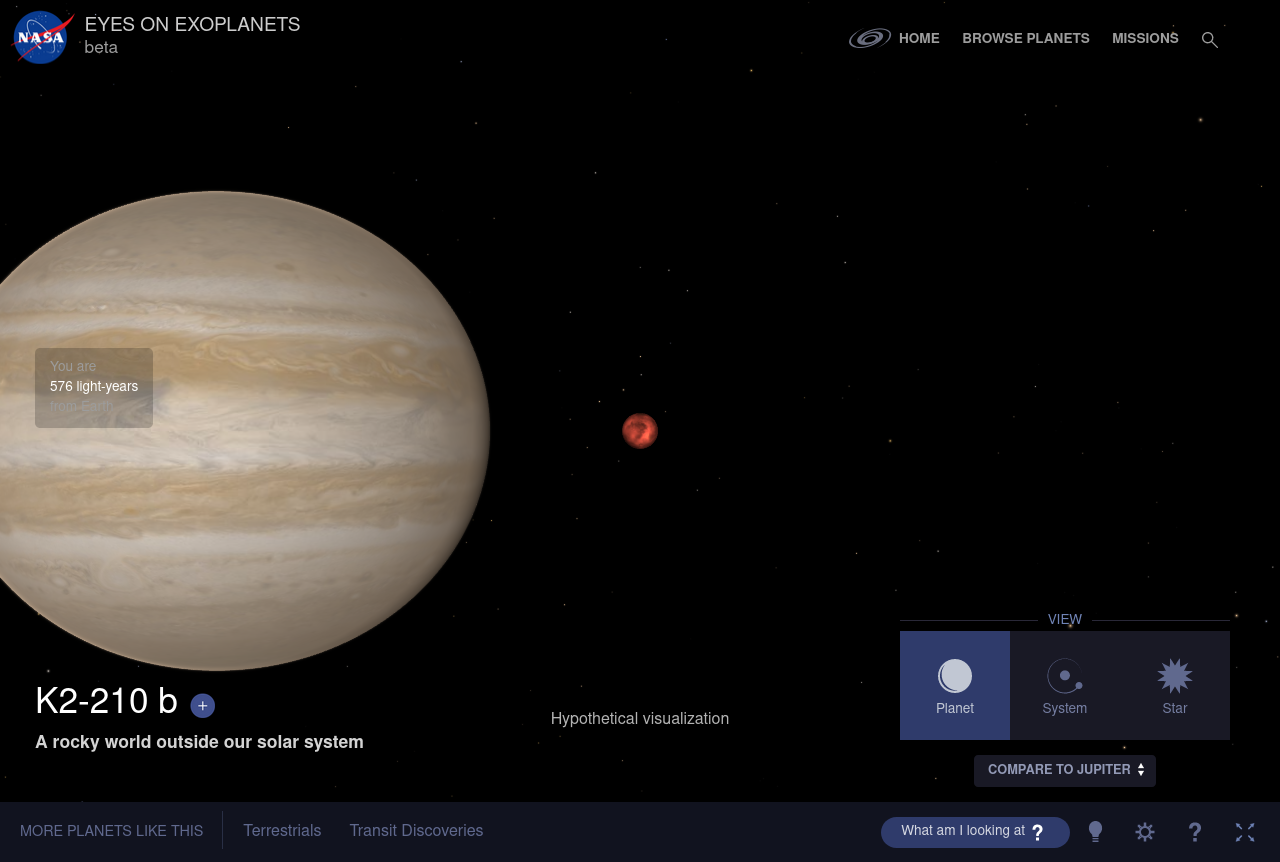 NASA
EYES ON EXOPLANETS
beta
HOME
BROWSE PLANETS
MISSIONS
You are
576 light-years
from Earth
VIEW
Planet
System
Star
K2-210 b
+
A rocky world outside our solar system
Hypothetical visualization
COMPARE TO JUPITER
MORE PLANETS LIKE THIS
Terrestrials
Transit Discoveries
What am I looking at ?
?